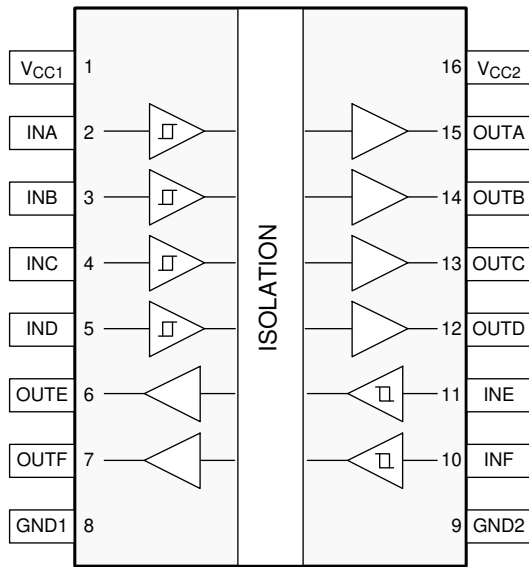 VCC1 1 16 VCC2
INA 2 15 OUTA
INB 3 14 OUTB
INC 4 13 OUTC
IND 5 12 OUTD
OUTE 6 11 INE
OUTF 7 10 INF
GND1 8 9 GND2
ISOLATION